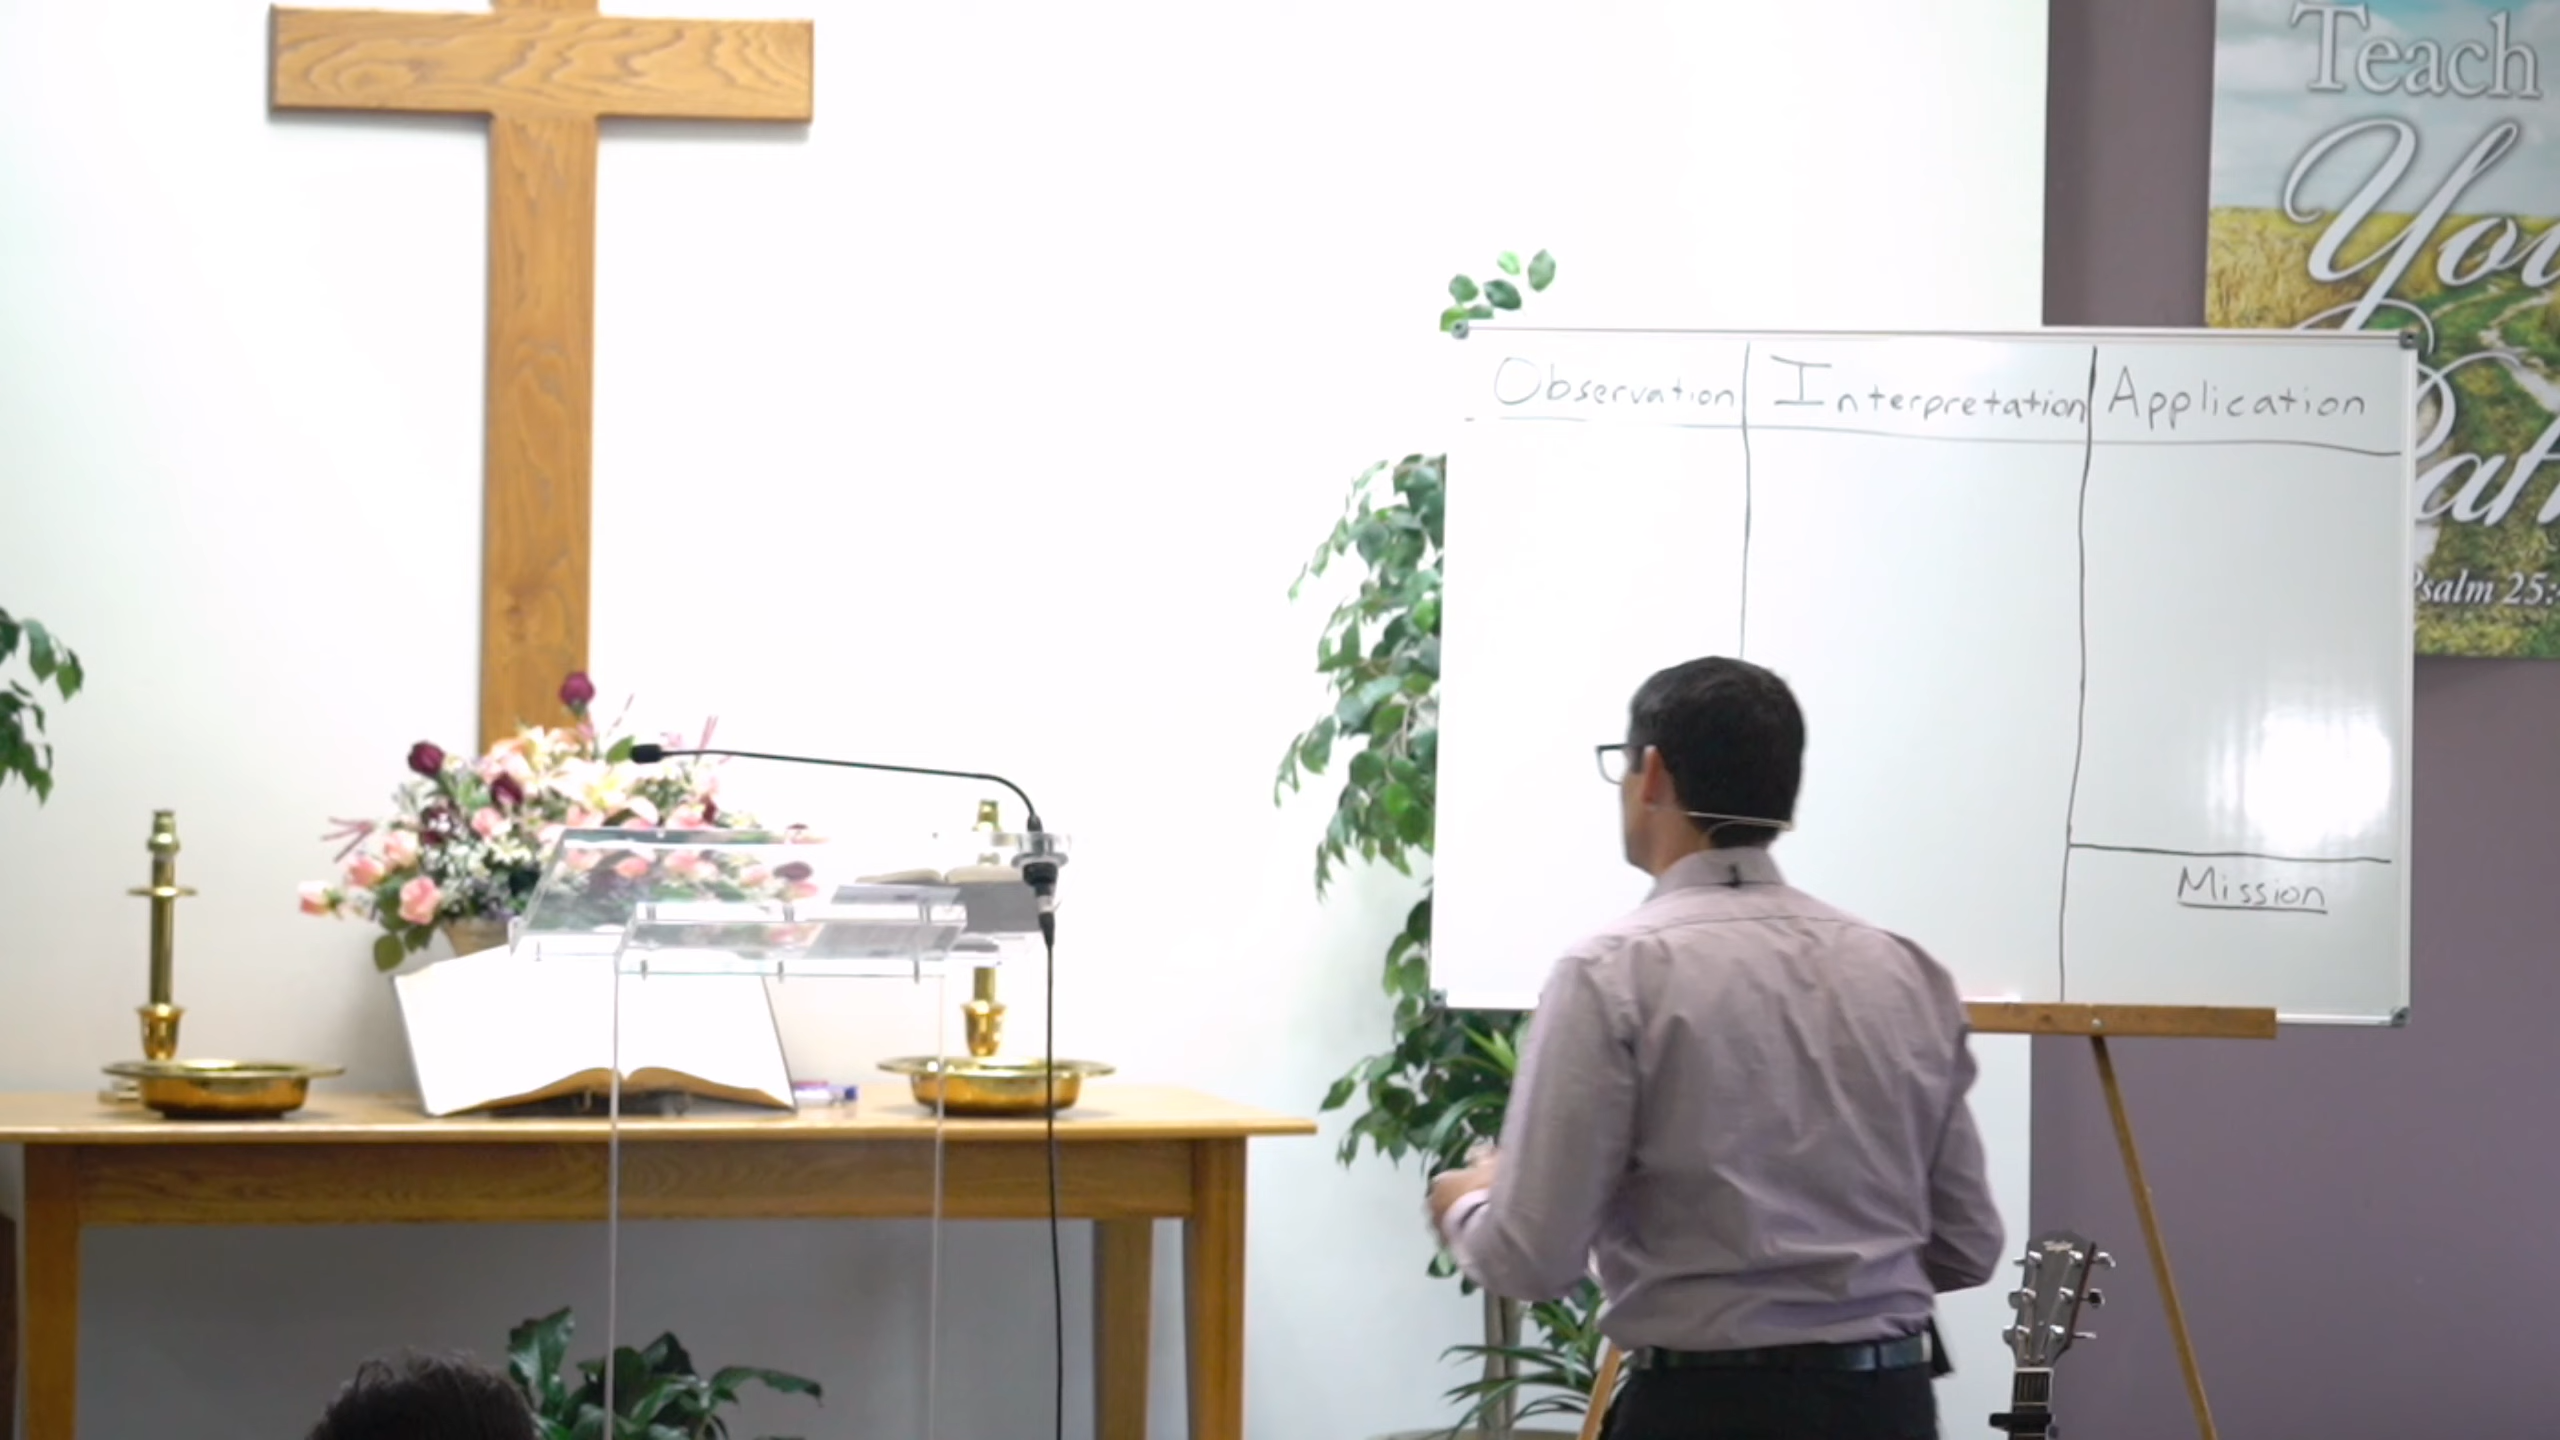 Teach
Observation Interpretation Application
Psalm 25:
Mission